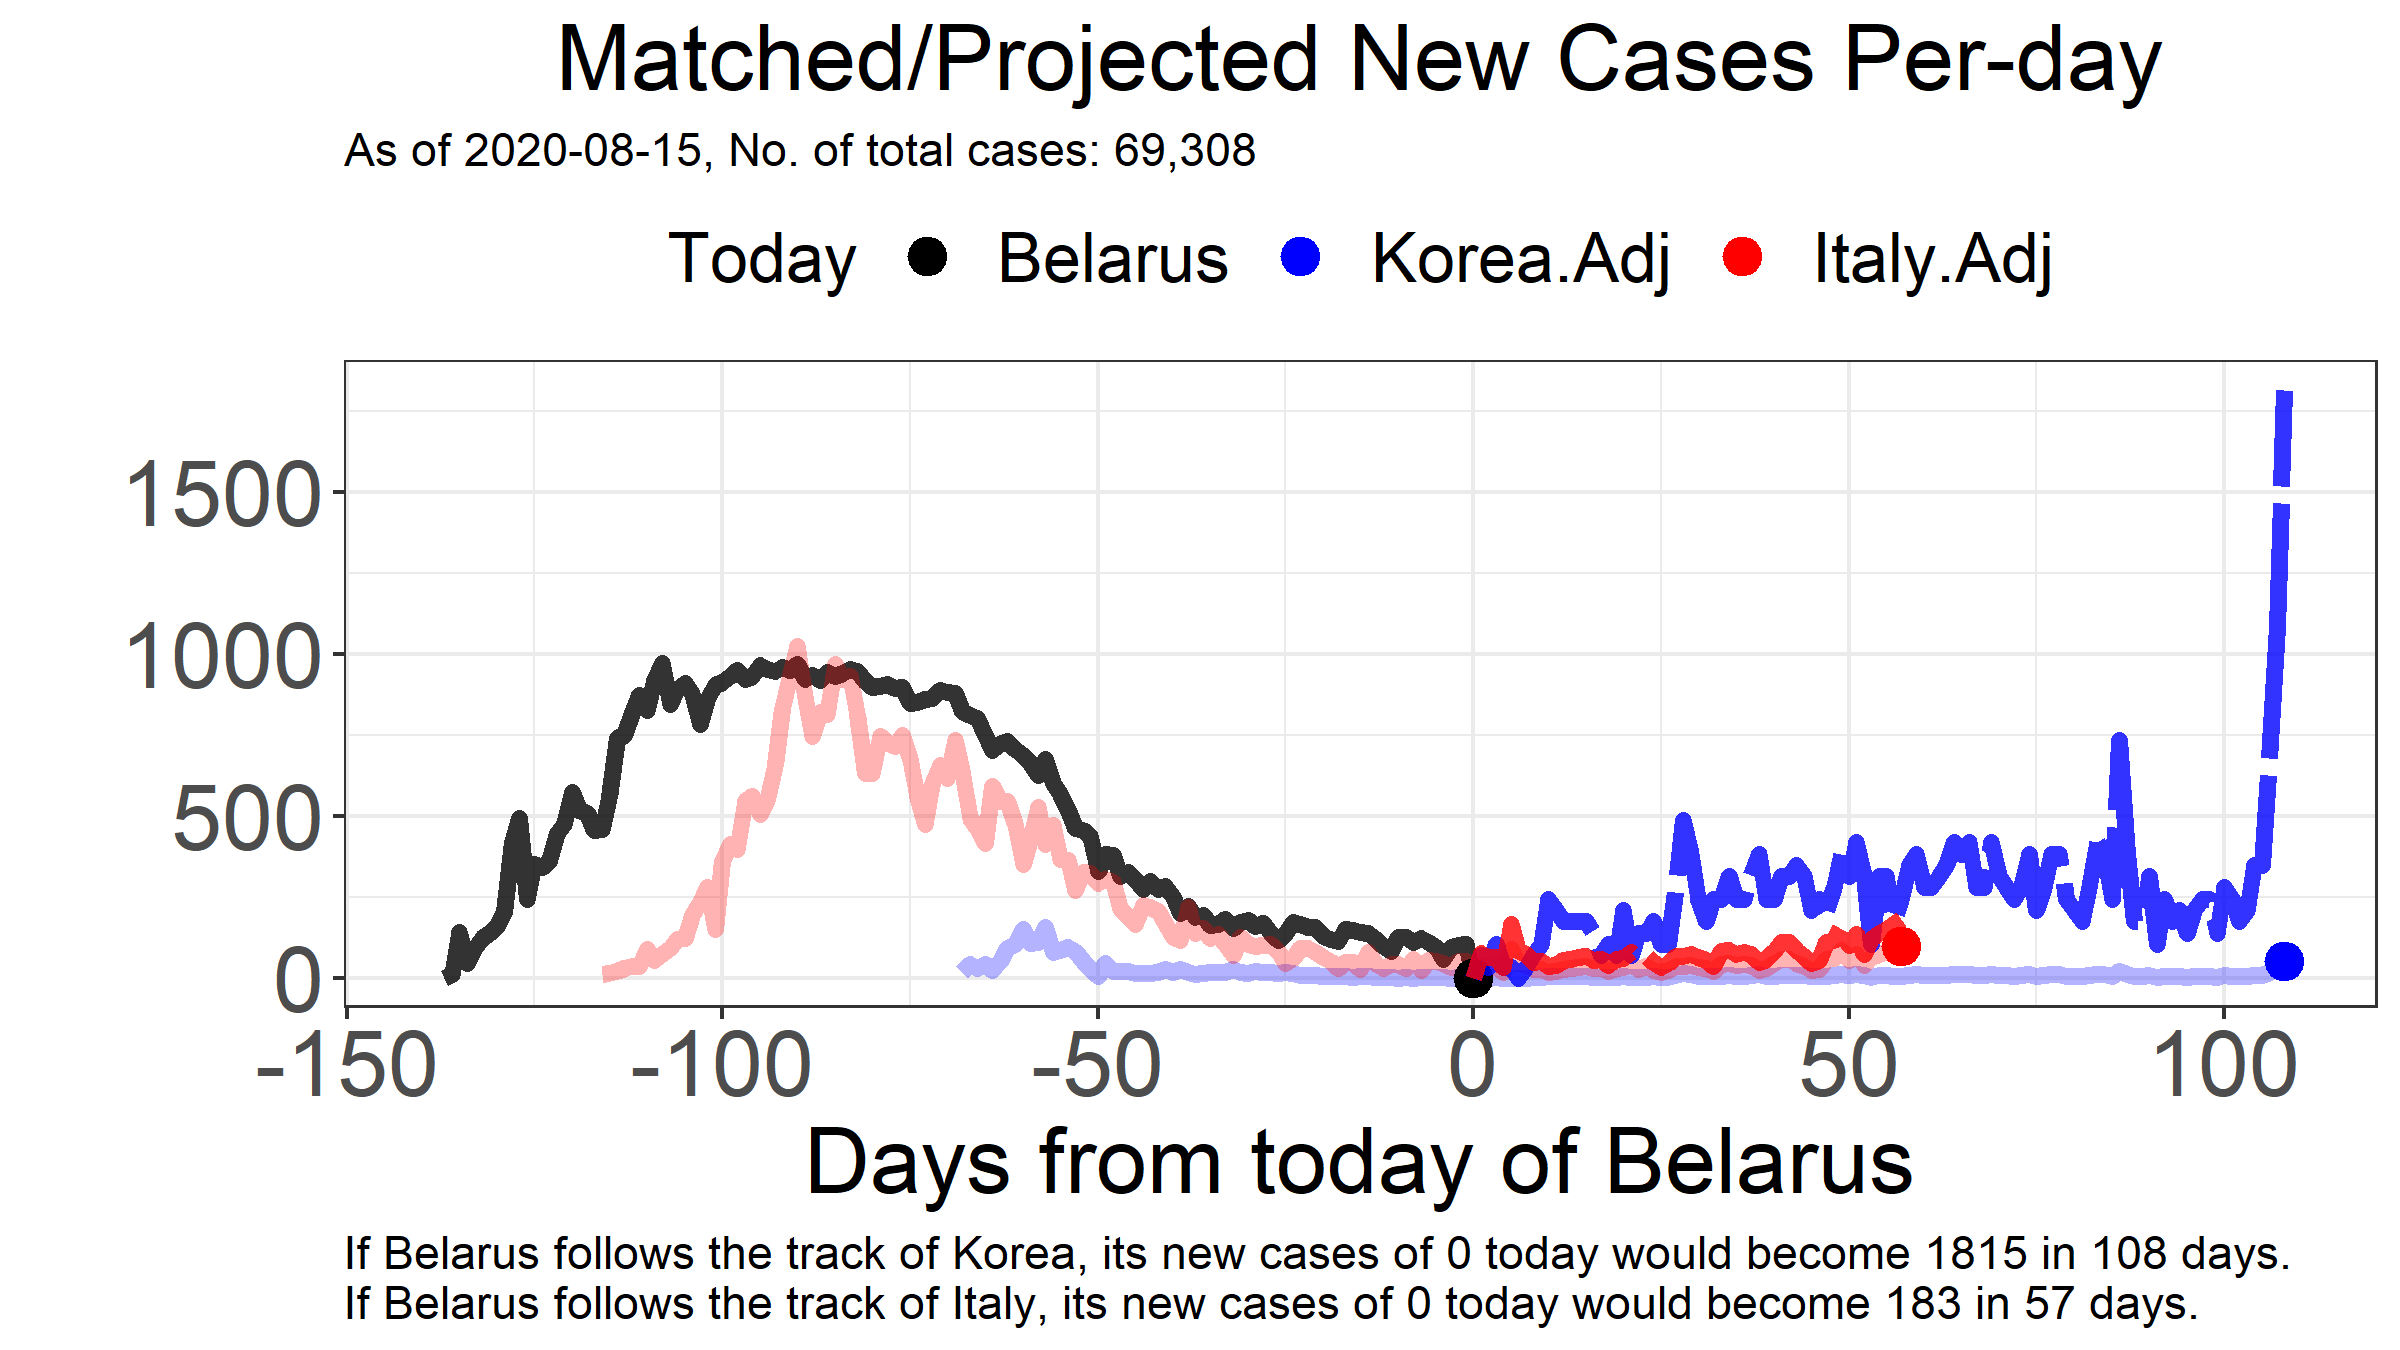 Matched/Projected New Cases Per-day
As of 2020-08-15, No. of total cases: 69,308
Today Belarus Korea.Adj Italy.Adj
1500
1000
500
0
-150 -100 -50 0 50 100
Days from today of Belarus
If Belarus follows the track of Korea, its new cases of 0 today would become 1815 in 108 days.
If Belarus follows the track of Italy, its new cases of 0 today would become 183 in 57 days.